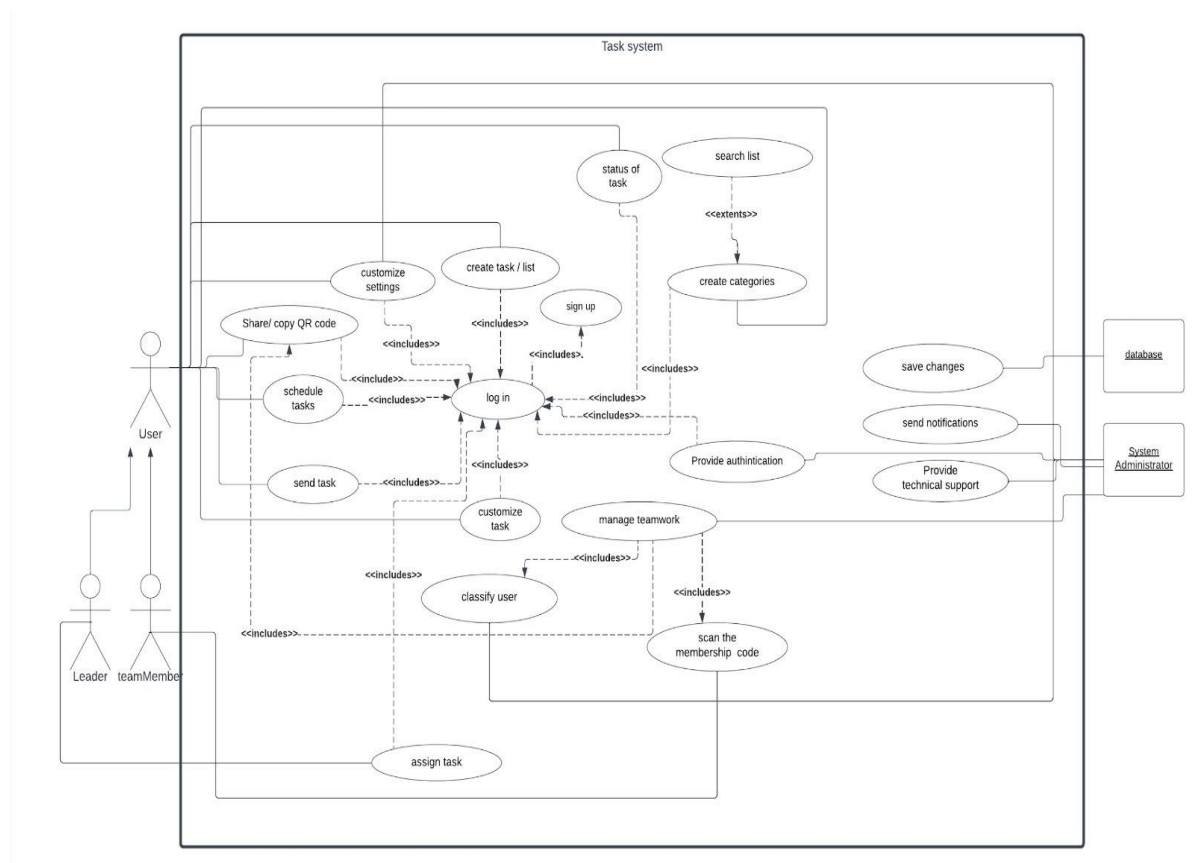 Task system
search list
status of
task
<<extents>>
create task / list
customize
settings
create categories
sign up
Share/ copy QR code
<<includes>>
<<includes>>
<<includes>.
database
save changes
<<includes>>
<<include>>
schedule
tasks
<<includes>>
log in
<<includes>>
<<includes>>
send notifications
User
Provide authintication
System
Administrator
<<includes>>
Provide
technical support
send task
<<includes>>
customize
task
manage teamwork
<<includes>>
<<includes>>
classify user
<<includes>>
<<includes>>
scan the
membership code
Leader
teamMember
assign task